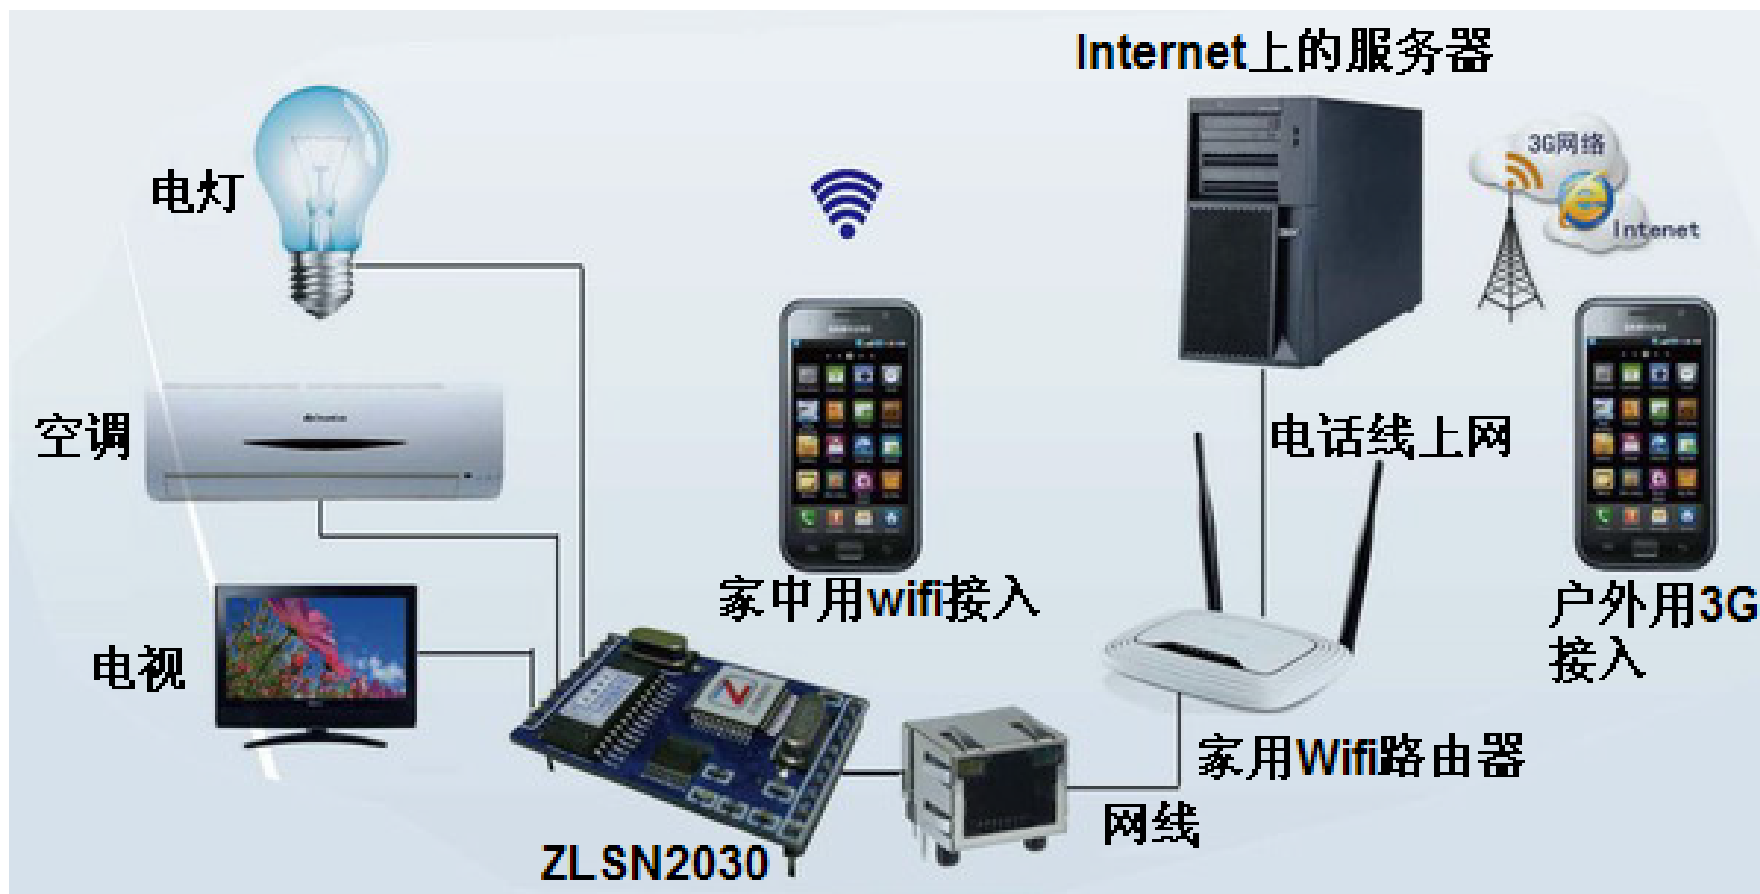 Internet上的服务器
3G网络
Intenet
电灯
空调
电话线上网
家中用wifi接入
户外用3G
接入
电视
家用Wifi路由器
网线
ZLSN2030
SAMSUNG
SAMSUNG
Z